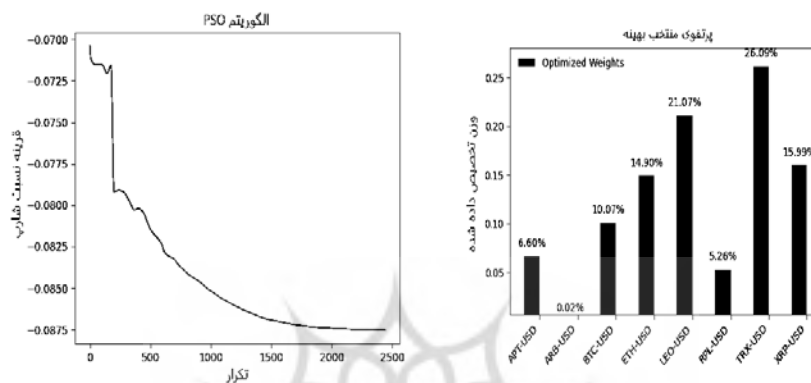 الگوریتم PSO
قرینه نسبت شارپ
−0.0700
−0.0725
−0.0750
−0.0775
−0.0800
−0.0825
−0.0850
−0.0875
0 500 1000 1500 2000 2500
تکرار
پرتفوی منتخب بهینه
Optimized Weights
وزن تخصیص داده شده
0.25
0.20
0.15
0.10
0.05
6.60%
0.02%
10.07%
14.90%
21.07%
5.26%
26.09%
15.99%
APT-USD
ARB-USD
BTC-USD
ETH-USD
LEO-USD
RPL-USD
TRX-USD
XRP-USD